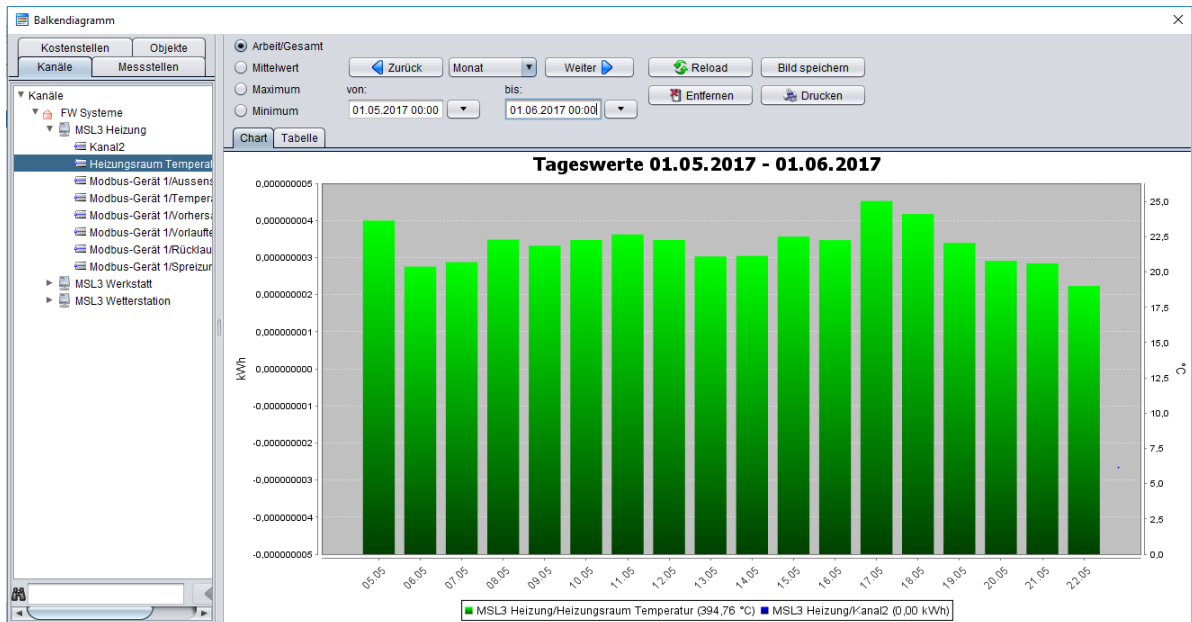 Balkendiagramm
Kostenstellen Objekte
Kanäle Messstellen
Kanäle
FW Systeme
MSL3 Heizung
Kanal2
Heizungsraum Temperat
Modbus-Gerät 1/Aussens
Modbus-Gerät 1/Tempera
Modbus-Gerät 1/Vorhersa
Modbus-Gerät 1/Vorlaufte
Modbus-Gerät 1/Rücklau
Modbus-Gerät 1/Spreizur
MSL3 Werkstatt
MSL3 Wetterstation
Arbeit/Gesamt
Mittelwert
Maximum
Minimum
Zurück Monat Weiter Reload Bild speichern
von: bis: Entfernen Drucken
01.05.2017 00:00 01.06.2017 00:00
Chart Tabelle
Tageswerte 01.05.2017 - 01.06.2017
0,000000005
0,000000004
0,000000003
0,000000002
0,000000001
0,000000000
-0,000000001
-0,000000002
-0,000000003
-0,000000004
-0,000000005
kWh
25,0
22,5
20,0
17,5
15,0
12,5
10,0
7,5
5,0
2,5
0,0
°C
05.05 06.05 07.05 08.05 09.05 10.05 11.05 12.05 13.05 14.05 15.05 16.05 17.05 18.05 19.05 20.05 21.05 22.05
MSL3 Heizung/Heizungsraum Temperatur (394,76 °C) MSL3 Heizung/Kanal2 (0,00 kWh)